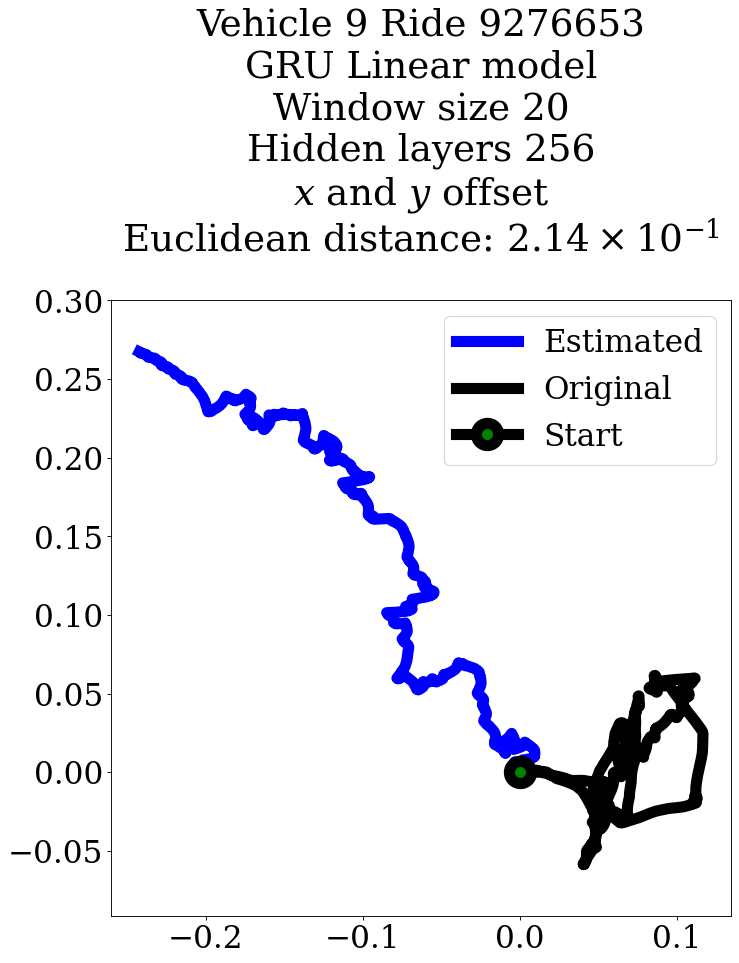 Vehicle 9 Ride 9276653
GRU Linear model
Window size 20
Hidden layers 256
x and y offset
Euclidean distance: 2.14 × 10⁻¹
0.30
0.25
0.20
0.15
0.10
0.05
0.00
−0.05
Estimated
Original
Start
−0.2
−0.1
0.0
0.1